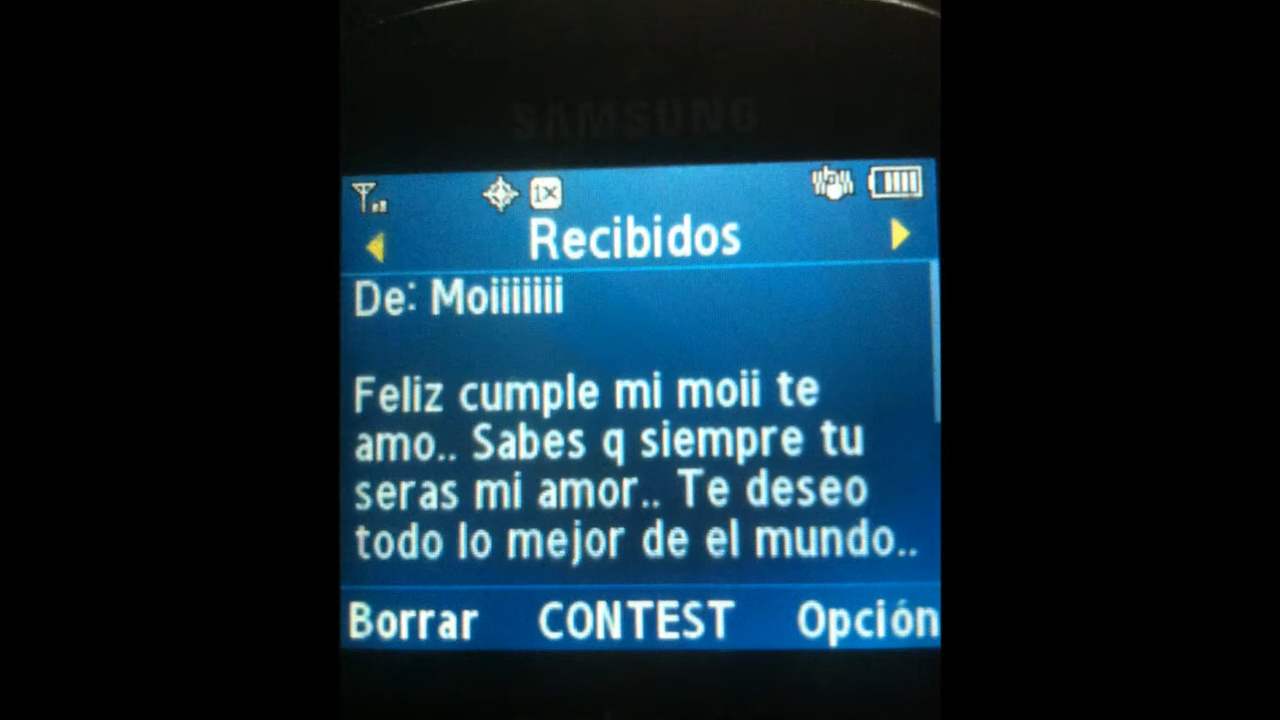 SAMSUNG
1X
Recibidos
De: Moiiiiiii
Feliz cumple mi moii te
amo.. Sabes q siempre tu
seras mi amor.. Te deseo
todo lo mejor de el mundo..
Borrar CONTEST Opción